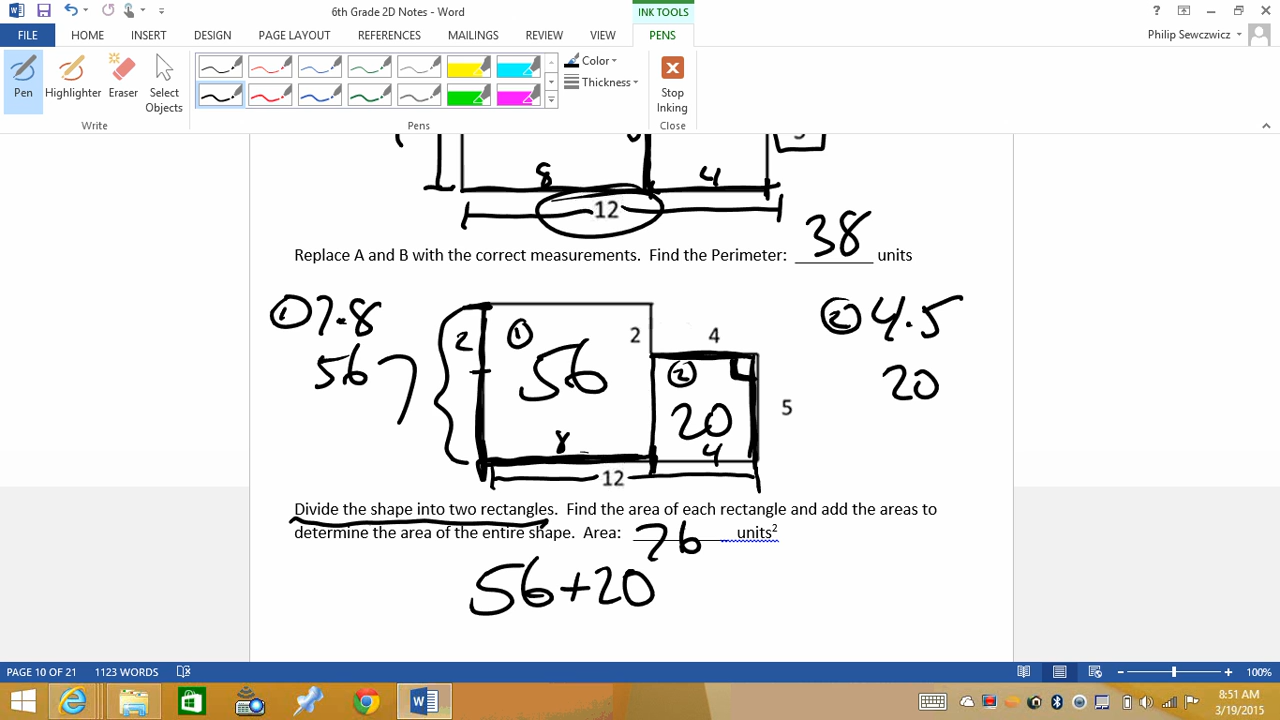 6th Grade 2D Notes - Word
INK TOOLS
?
FILE HOME INSERT DESIGN PAGE LAYOUT REFERENCES MAILINGS REVIEW VIEW PENS
Philip Sewczwicz
Pen Highlighter Eraser Select Objects
Color
Thickness
Stop Inking
Write Pens Close
8 4
12
Replace A and B with the correct measurements. Find the Perimeter: 38 units
① 7·8
56
7
2
①
56
2
4
②
20
5
8
4
12
② 4·5
20
Divide the shape into two rectangles. Find the area of each rectangle and add the areas to
determine the area of the entire shape. Area: 76 units²
56+20
PAGE 10 OF 21 1123 WORDS
100%
8:51 AM
3/19/2015